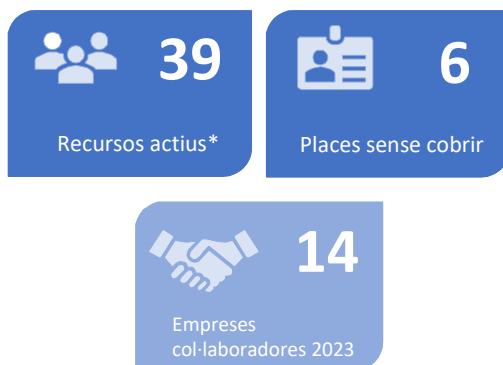 39
Recursos actius*
6
Places sense cobrir
14
Empreses
col·laboradores 2023